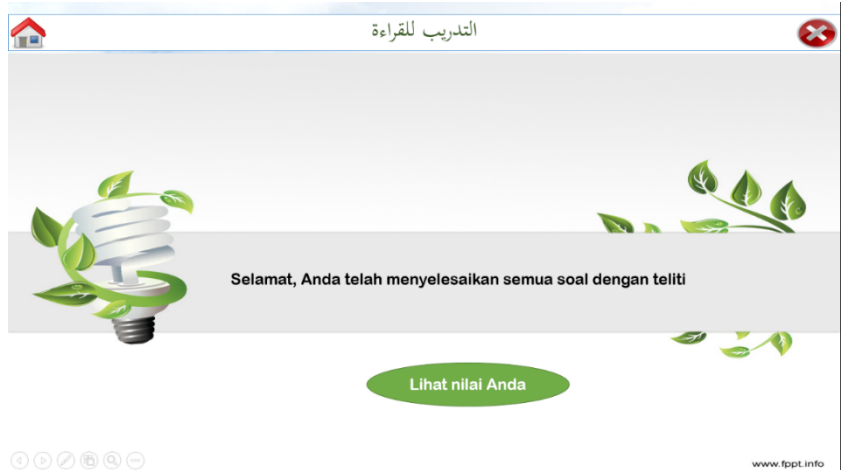 التدريب للقراءة
Selamat, Anda telah menyelesaikan semua soal dengan teliti
Lihat nilai Anda
www.fppt.info